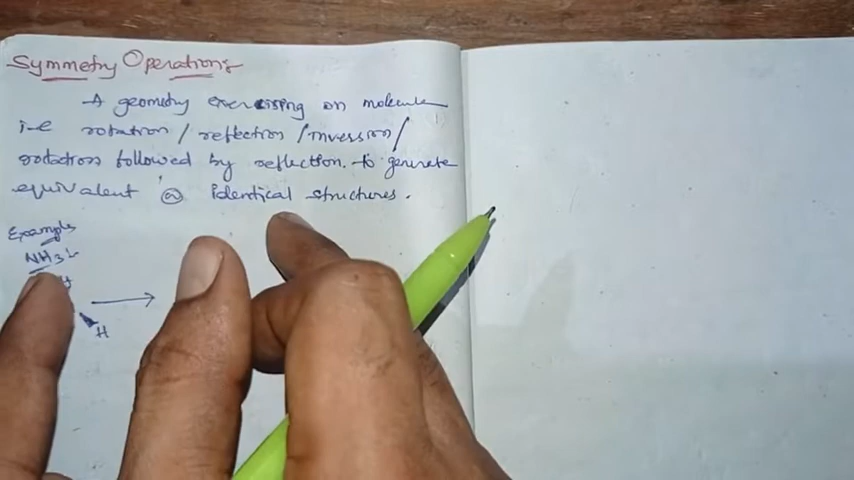 Symmetry Operations
A geometry exercising on molecule
i-e rotation / reflection / inversion /
rotation followed by reflection. to generate
equivalent (or) identical structures.
Example
NH3:
H
H